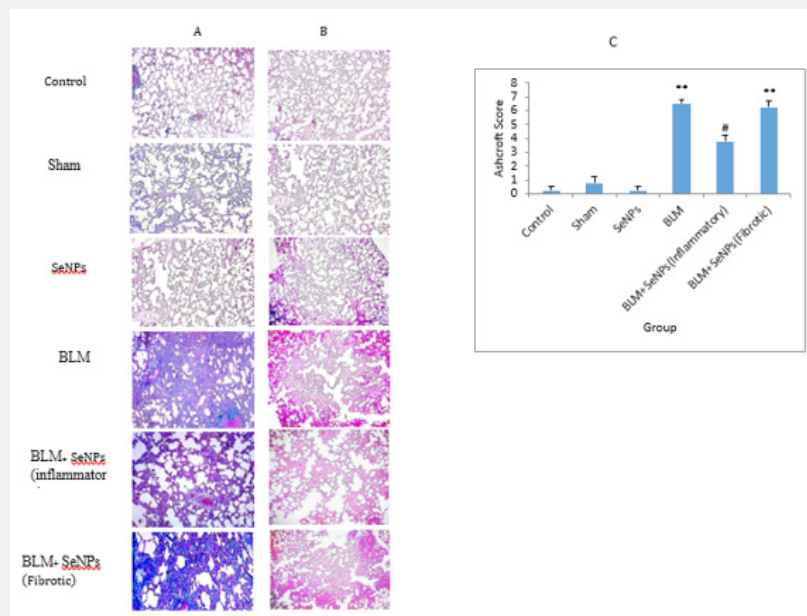 A
B
Control
Sham
SeNPs
BLM
BLM+ SeNPs
(inflammator
BLM+ SeNPs
(Fibrotic)
C
Ashcroft Score
8
7
6
5
4
3
2
1
0
**
#
**
Control
Sham
SeNPs
BLM
BLM+SeNPs(Inflammatory)
BLM+SeNPs(Fibrotic)
Group